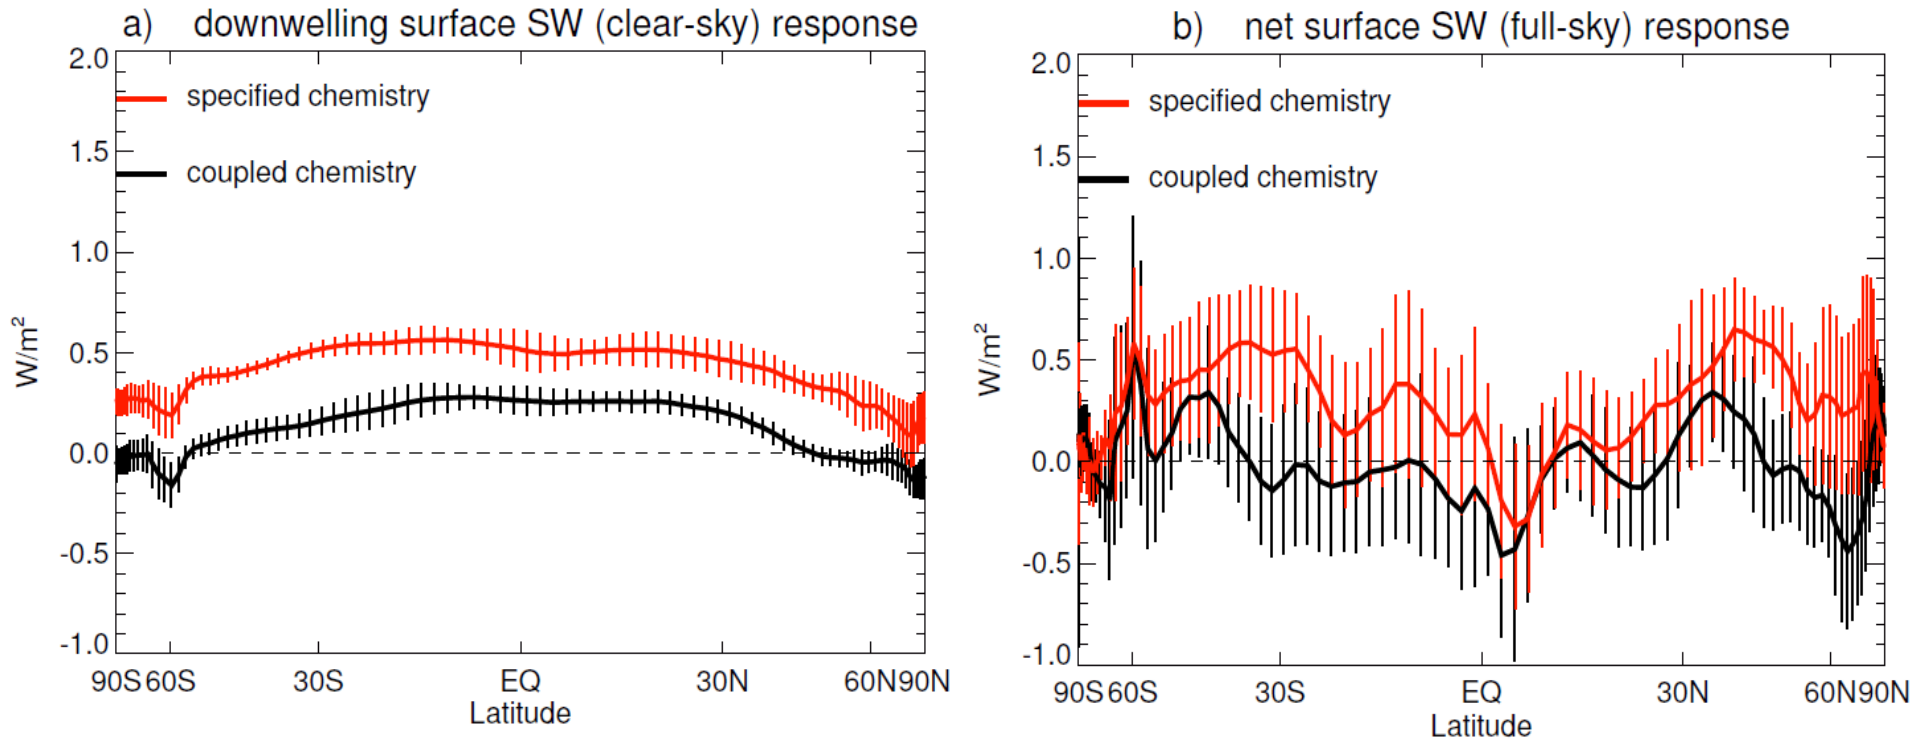 a) downwelling surface SW (clear-sky) response
2.0
specified chemistry
1.5
coupled chemistry
1.0
W/m²
0.5
0.0
-0.5
-1.0
90S 60S 30S EQ 30N 60N 90N
Latitude
b) net surface SW (full-sky) response
2.0
specified chemistry
1.5
coupled chemistry
1.0
W/m²
0.5
0.0
-0.5
-1.0
90S 60S 30S EQ 30N 60N 90N
Latitude